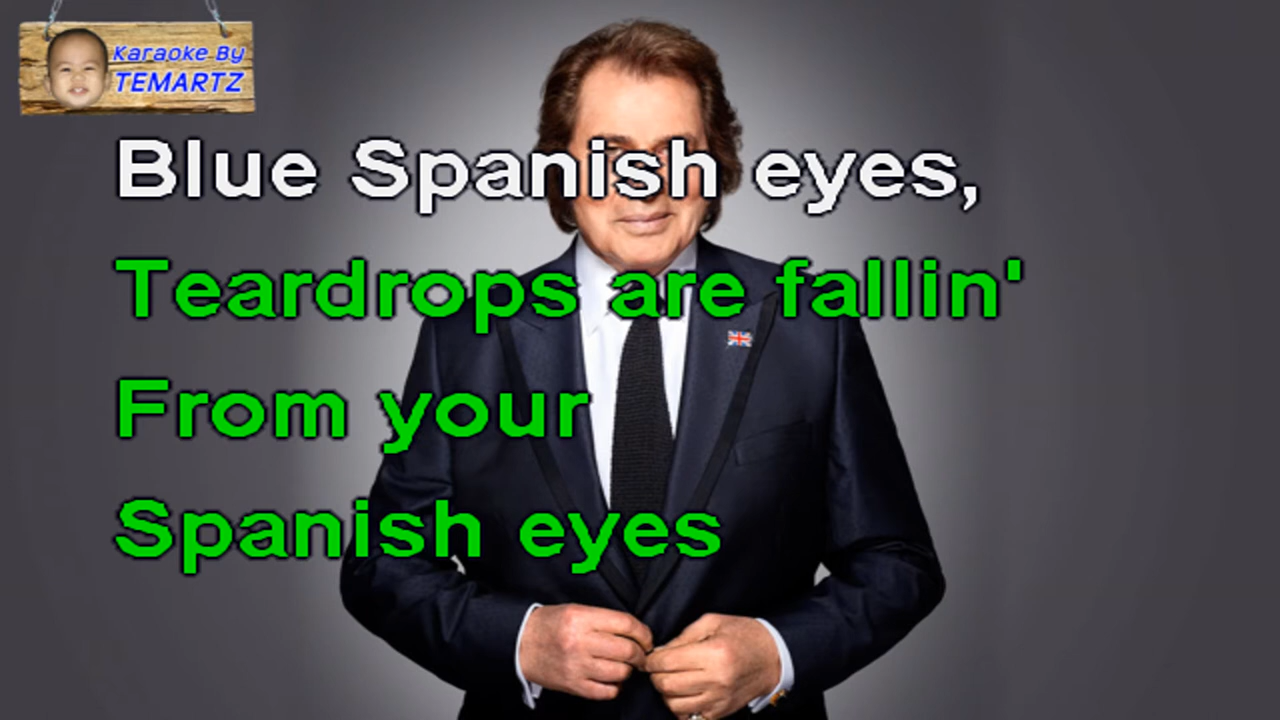 Karaoke By
TEMARTZ
Blue Spanish eyes,
Teardrops are fallin'
From your
Spanish eyes